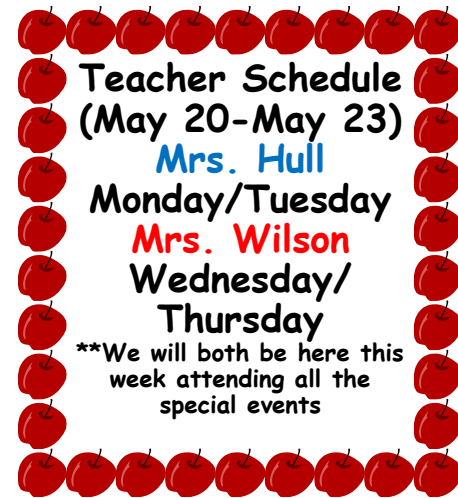 Teacher Schedule
(May 20-May 23)
Mrs. Hull
Monday/Tuesday
Mrs. Wilson
Wednesday/
Thursday
**We will both be here this
week attending all the
special events